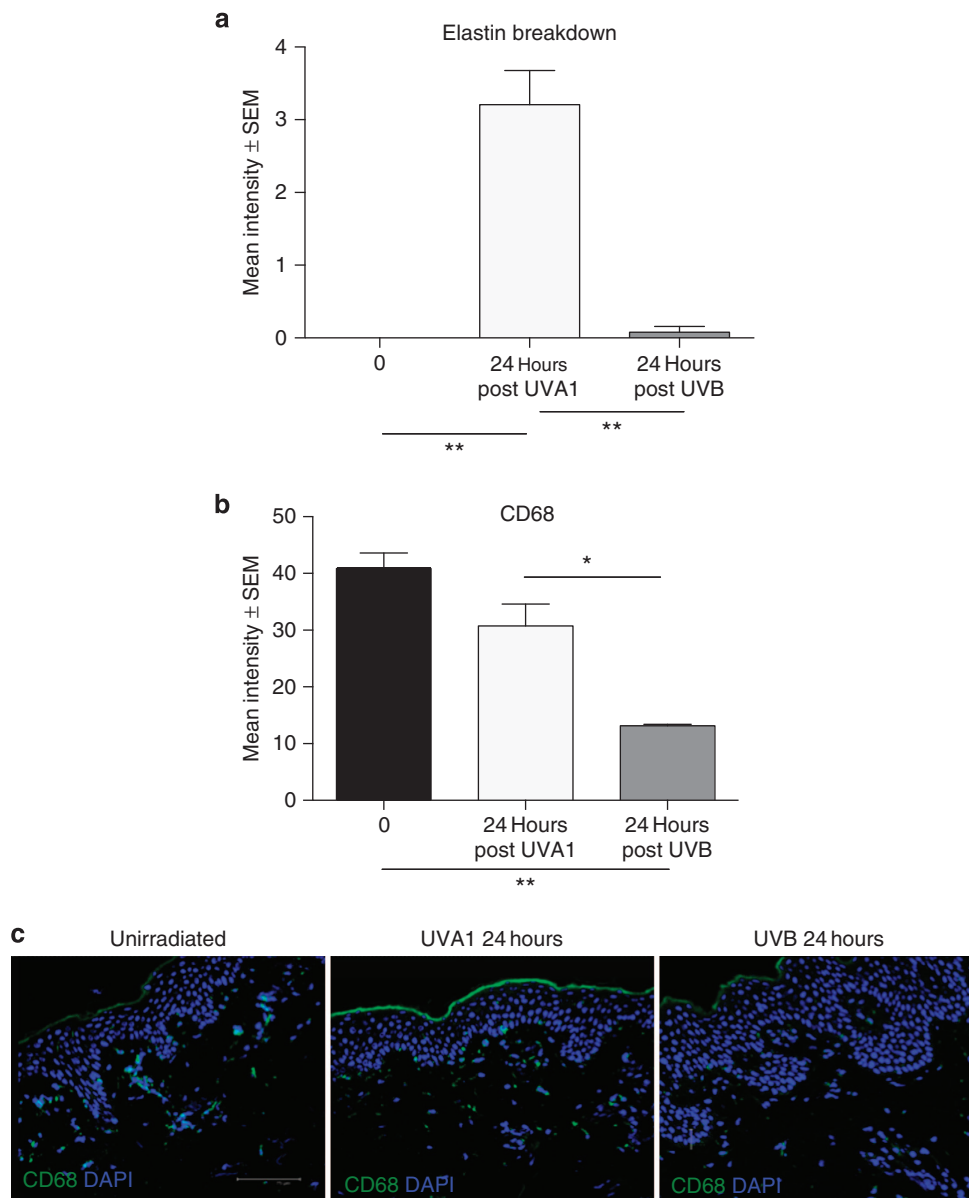 a
Elastin breakdown
Mean intensity ± SEM
4
3
2
1
0
0
24 Hours
post UVA1
24 Hours
post UVB
**
**
b
CD68
Mean intensity ± SEM
50
40
30
20
10
0
*
0
24 Hours
post UVA1
24 Hours
post UVB
**
c
Unirradiated
UVA1 24 hours
UVB 24 hours
CD68 DAPI
CD68 DAPI
CD68 DAPI